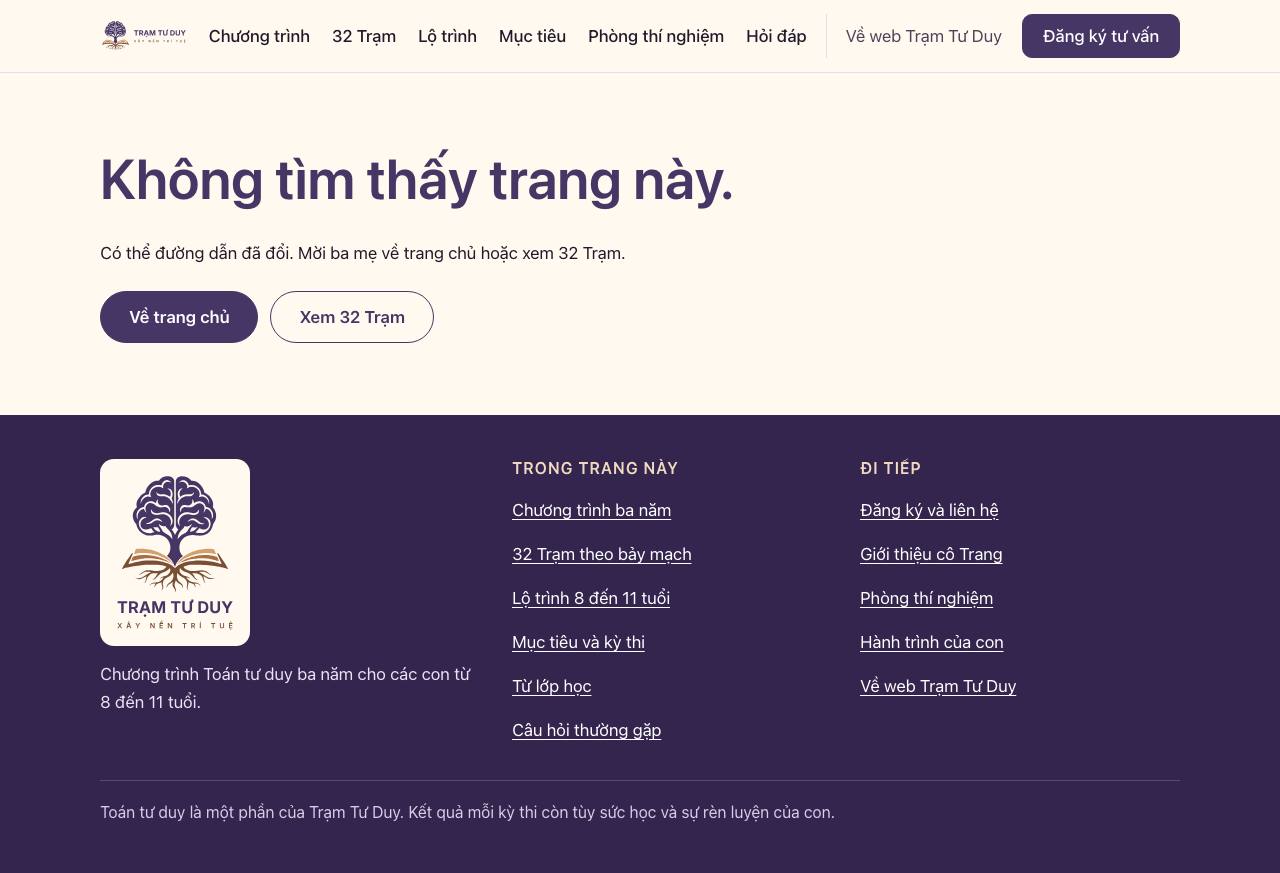 TRẠM TƯ DUY
XÂY NỀN TRÍ TUỆ
Chương trình
32 Trạm
Lộ trình
Mục tiêu
Phòng thí nghiệm
Hỏi đáp
Về web Trạm Tư Duy
Đăng ký tư vấn
Không tìm thấy trang này.
Có thể đường dẫn đã đổi. Mời ba mẹ về trang chủ hoặc xem 32 Trạm.
Về trang chủ
Xem 32 Trạm
TRẠM TƯ DUY
XÂY NỀN TRÍ TUỆ
Chương trình Toán tư duy ba năm cho các con từ
8 đến 11 tuổi.
TRONG TRANG NÀY
Chương trình ba năm
32 Trạm theo bảy mạch
Lộ trình 8 đến 11 tuổi
Mục tiêu và kỳ thi
Từ lớp học
Câu hỏi thường gặp
ĐI TIẾP
Đăng ký và liên hệ
Giới thiệu cô Trang
Phòng thí nghiệm
Hành trình của con
Về web Trạm Tư Duy
Toán tư duy là một phần của Trạm Tư Duy. Kết quả mỗi kỳ thi còn tùy sức học và sự rèn luyện của con.